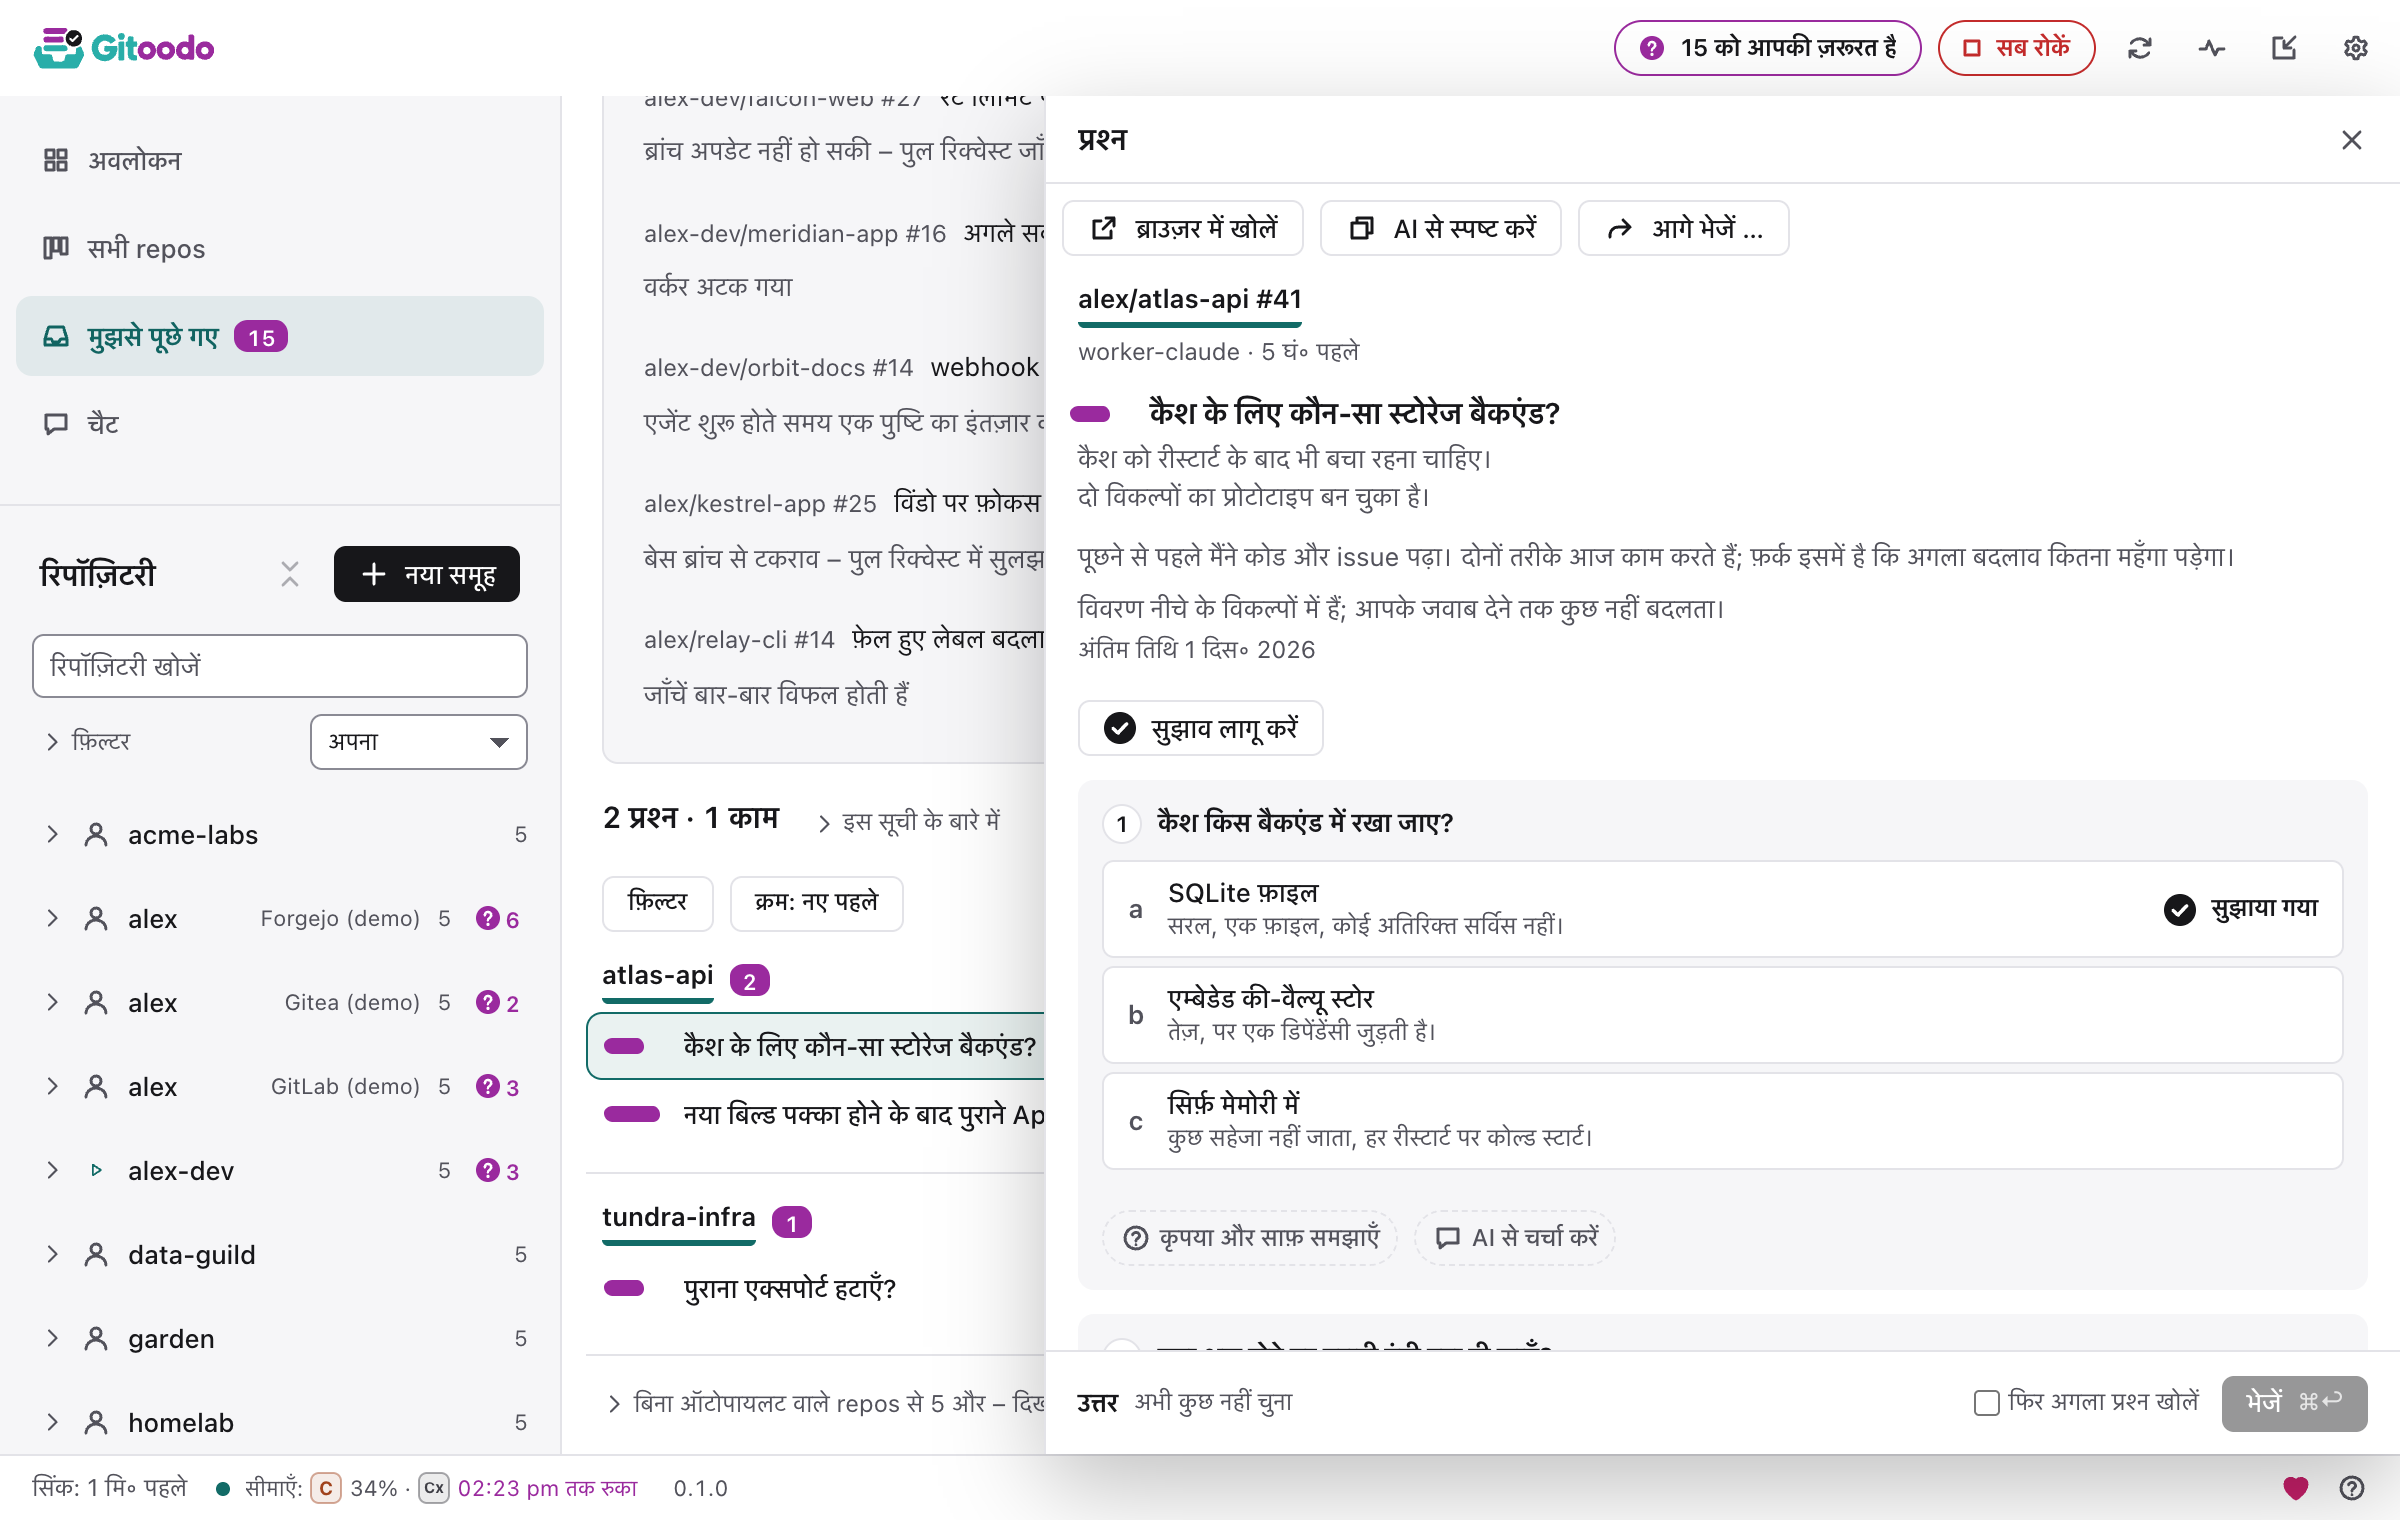 Gitoodo
15 को आपकी ज़रूरत है
सब रोकें
अवलोकन
सभी repos
मुझसे पूछे गए 15
चैट
रिपॉज़िटरी
नया समूह
रिपॉज़िटरी खोजें
फ़िल्टर
अपना
acme-labs 5
alex Forgejo (demo) 5 6
alex Gitea (demo) 5 2
alex GitLab (demo) 5 3
alex-dev 5 3
data-guild 5
garden 5
homelab 5
alex-dev/falcon-web #27 रेट लिमिट
ब्रांच अपडेट नहीं हो सकी – पुल रिक्वेस्ट
alex-dev/meridian-app #16 अगले
वर्कर अटक गया
alex-dev/orbit-docs #14 webhook
एजेंट शुरू होते समय एक पुष्टि का इंतज़ार
alex/kestrel-app #25 विंडो पर फ़ोकस
बेस ब्रांच से टकराव – पुल रिक्वेस्ट में
alex/relay-cli #14 फ़ेल हुए लेबल
जाँचें बार-बार विफल होती हैं
2 प्रश्न · 1 काम
इस सूची के बारे में
फ़िल्टर
क्रम: नए पहले
atlas-api 2
कैश के लिए कौन-सा स्टोरेज बैकएंड?
नया बिल्ड पक्का होने के बाद पुराने
tundra-infra 1
पुराना एक्सपोर्ट हटाएँ?
बिना ऑटोपायलट वाले repos से 5 और –
प्रश्न
ब्राउज़र में खोलें
AI से स्पष्ट करें
आगे भेजें ...
alex/atlas-api #41
worker-claude · 5 घं॰ पहले
कैश के लिए कौन-सा स्टोरेज बैकएंड?
कैश को रीस्टार्ट के बाद भी बचा रहना चाहिए।
दो विकल्पों का प्रोटोटाइप बन चुका है।
पूछने से पहले मैंने कोड और issue पढ़ा। दोनों तरीके आज काम करते हैं; फ़र्क इसमें है कि अगला बदलाव कितना महँगा पड़ेगा।
विवरण नीचे के विकल्पों में हैं; आपके जवाब देने तक कुछ नहीं बदलता।
अंतिम तिथि 1 दिस॰ 2026
सुझाव लागू करें
1 कैश किस बैकएंड में रखा जाए?
a SQLite फ़ाइल
सरल, एक फ़ाइल, कोई अतिरिक्त सर्विस नहीं।
सुझाया गया
b एम्बेडेड की-वैल्यू स्टोर
तेज़, पर एक डिपेंडेंसी जुड़ती है।
c सिर्फ़ मेमोरी में
कुछ सहेजा नहीं जाता, हर रीस्टार्ट पर कोल्ड स्टार्ट।
कृपया और साफ़ समझाएँ
AI से चर्चा करें
उत्तर अभी कुछ नहीं चुना
फिर अगला प्रश्न खोलें
भेजें ⌘↩
सिंक: 1 मि॰ पहले
सीमाएँ: C 34% · Cx 02:23 pm तक रुका
0.1.0